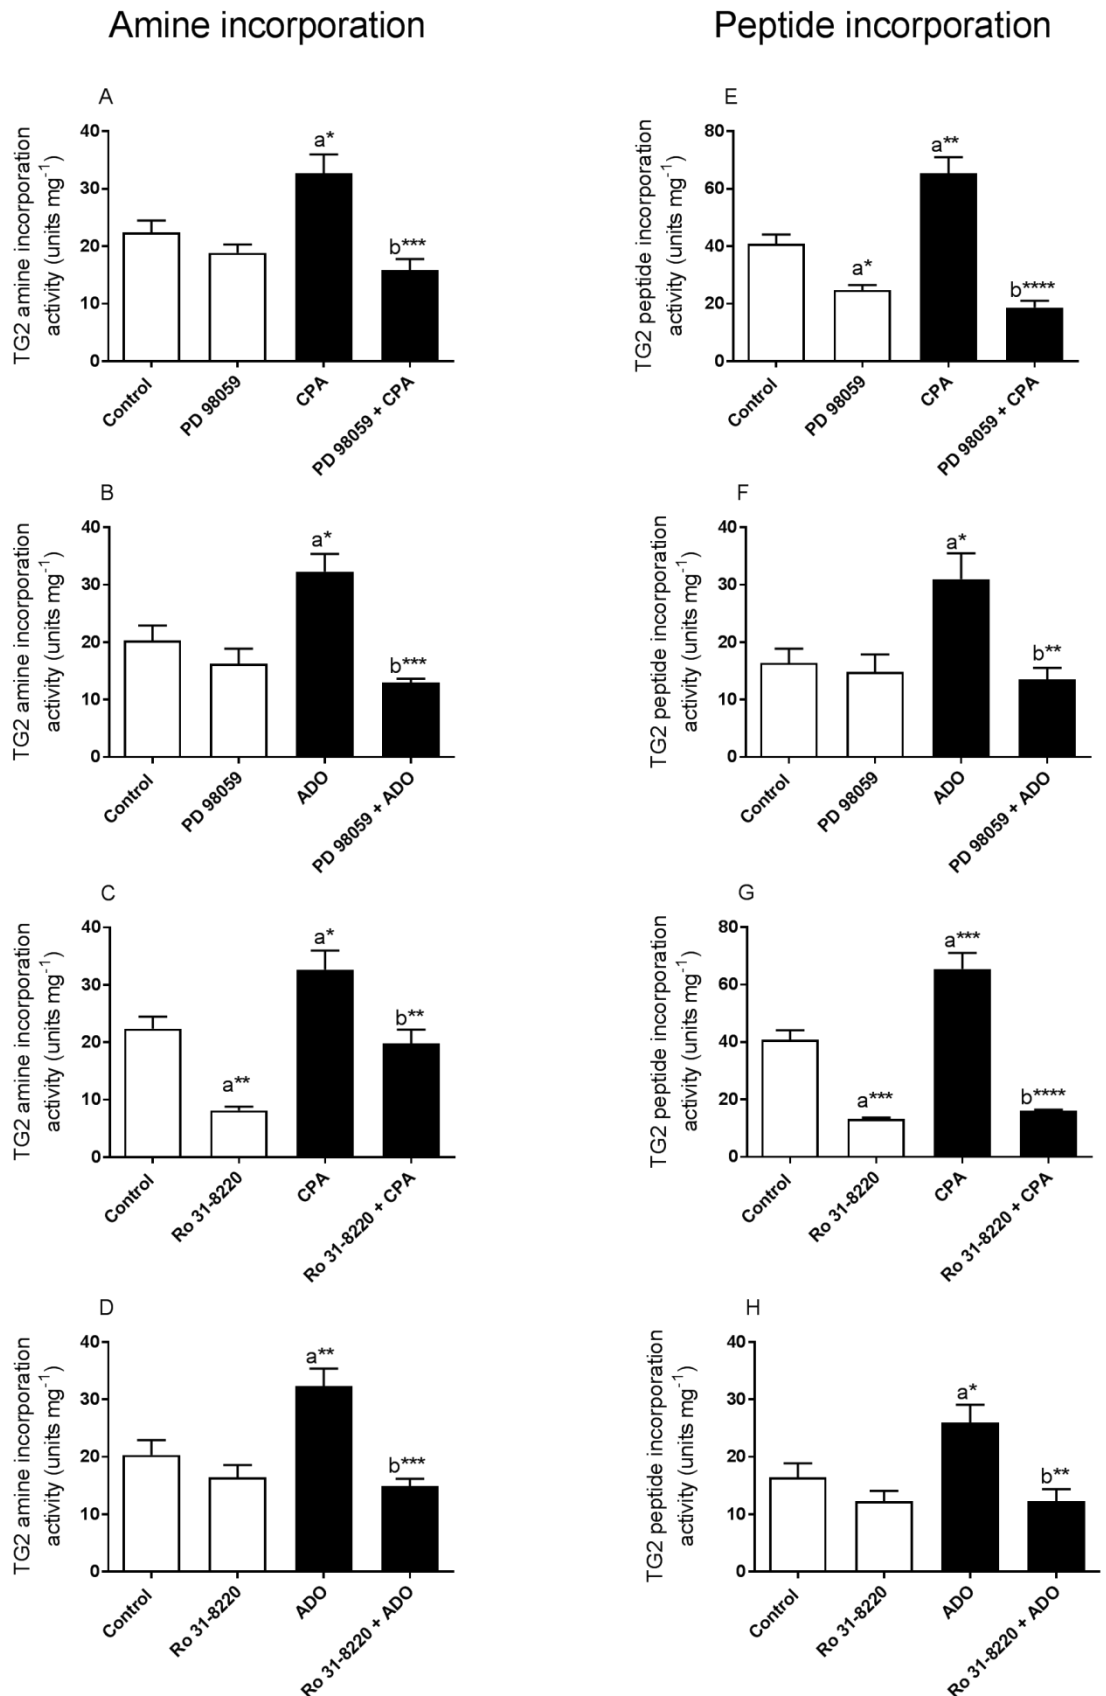 Amine incorporation
Peptide incorporation
A
TG2 amine incorporation
activity (units mg⁻¹)
40
30
20
10
0
a*
b***
Control
PD 98059
CPA
PD 98059 + CPA
E
TG2 peptide incorporation
activity (units mg⁻¹)
80
60
40
20
0
a*
a**
b****
Control
PD 98059
CPA
PD 98059 + CPA
B
TG2 amine incorporation
activity (units mg⁻¹)
40
30
20
10
0
a*
b***
Control
PD 98059
ADO
PD 98059 + ADO
F
TG2 peptide incorporation
activity (units mg⁻¹)
40
30
20
10
0
a*
b**
Control
PD 98059
ADO
PD 98059 + ADO
C
TG2 amine incorporation
activity (units mg⁻¹)
40
30
20
10
0
a**
a*
b**
Control
Ro 31-8220
CPA
Ro 31-8220 + CPA
G
TG2 peptide incorporation
activity (units mg⁻¹)
80
60
40
20
0
a***
a***
b****
Control
Ro 31-8220
CPA
Ro 31-8220 + CPA
D
TG2 amine incorporation
activity (units mg⁻¹)
40
30
20
10
0
a**
b***
Control
Ro 31-8220
ADO
Ro 31-8220 + ADO
H
TG2 peptide incorporation
activity (units mg⁻¹)
40
30
20
10
0
a*
b**
Control
Ro 31-8220
ADO
Ro 31-8220 + ADO